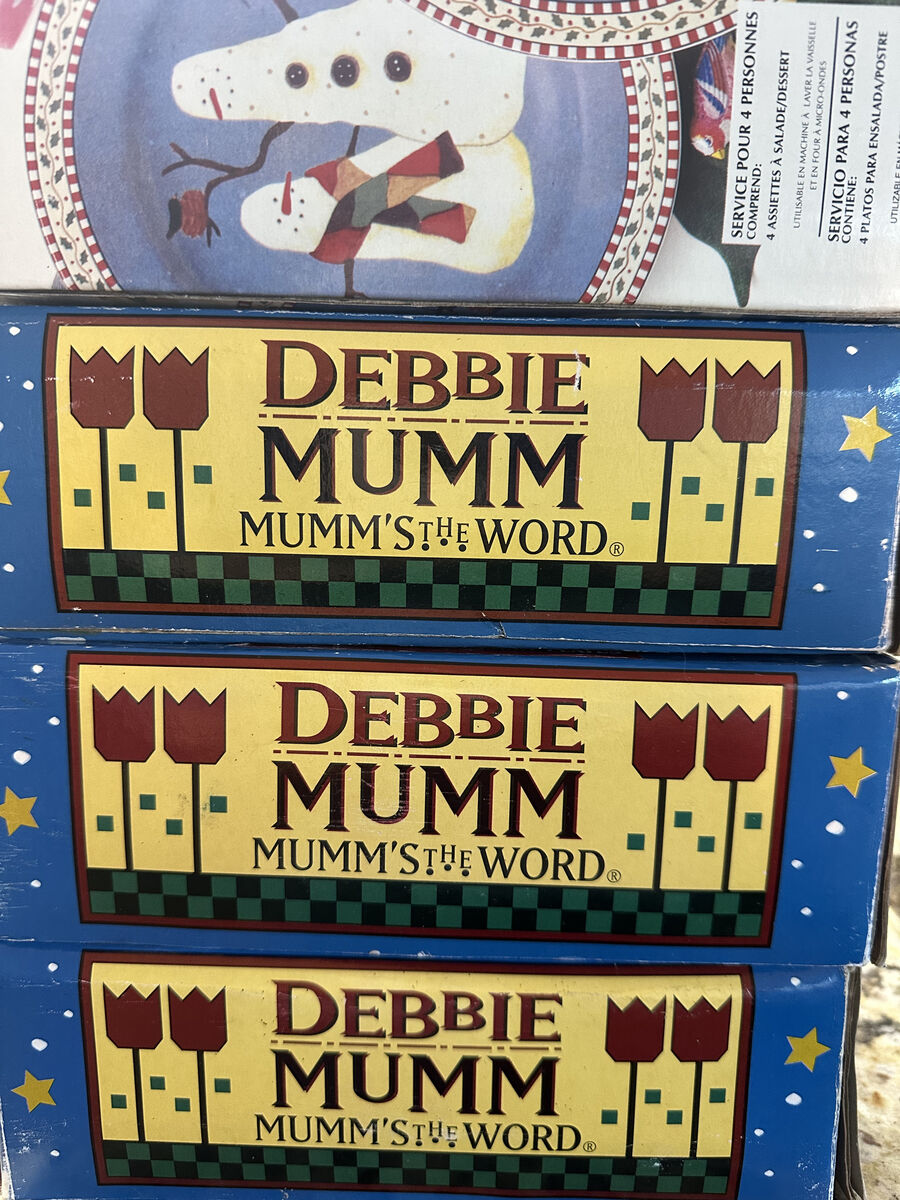 SERVICE POUR 4 PERSONNES
COMPREND:
4 ASSIETTES À SALADE/DESSERT
UTILISABLE EN MACHINE À LAVER LA VAISSELLE
ET EN FOUR À MICRO-ONDES
SERVICIO PARA 4 PERSONAS
CONTIENE:
4 PLATOS PARA ENSALADA/POSTRE
DEBBIE
MUMM
MUMM'S THE WORD®
DEBBIE
MUMM
MUMM'S THE WORD®
DEBBIE
MUMM
MUMM'S THE WORD®